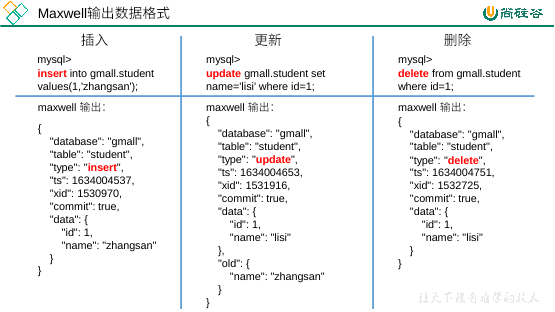 Maxwell输出数据格式
尚硅谷
插入
mysql>
insert into gmall.student
values(1,'zhangsan');
maxwell 输出：
{
"database": "gmall",
"table": "student",
"type": "insert",
"ts": 1634004537,
"xid": 1530970,
"commit": true,
"data": {
"id": 1,
"name": "zhangsan"
}
}
更新
mysql>
update gmall.student set
name='lisi' where id=1;
maxwell 输出：
{
"database": "gmall",
"table": "student",
"type": "update",
"ts": 1634004653,
"xid": 1531916,
"commit": true,
"data": {
"id": 1,
"name": "lisi"
},
"old": {
"name": "zhangsan"
}
}
删除
mysql>
delete from gmall.student
where id=1;
maxwell 输出：
{
"database": "gmall",
"table": "student",
"type": "delete",
"ts": 1634004751,
"xid": 1532725,
"commit": true,
"data": {
"id": 1,
"name": "lisi"
}
}
让天下没有难学的技术